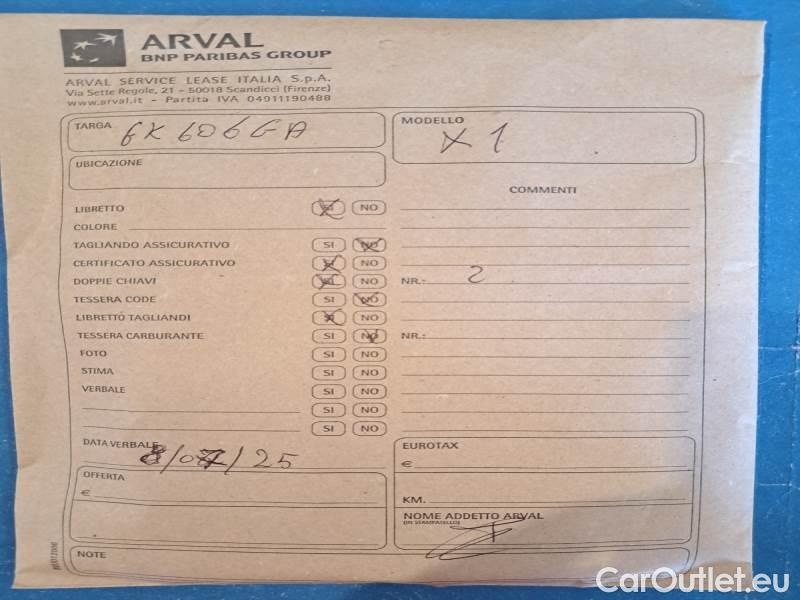 ARVAL
BNP PARIBAS GROUP
ARVAL SERVICE LEASE ITALIA S.p.A.
Via Sette Regole, 21 - 50018 Scandicci (Firenze)
www.arval.it - Partita IVA 04911190488
TARGA GK606GA
MODELLO X1
UBICAZIONE
COMMENTI
LIBRETTO SI NO
COLORE
TAGLIANDO ASSICURATIVO SI NO
CERTIFICATO ASSICURATIVO SI NO
DOPPIE CHIAVI SI NO NR.: 2
TESSERA CODE SI NO
LIBRETTO TAGLIANDI SI NO
TESSERA CARBURANTE SI NO NR.:
FOTO SI NO
STIMA SI NO
VERBALE SI NO
SI NO
SI NO
DATA VERBALE 8/07/25
EUROTAX
€
OFFERTA
€
KM.
NOME ADDETTO ARVAL
(IN STAMPATELLO)
NOTE
CarOutlet.eu